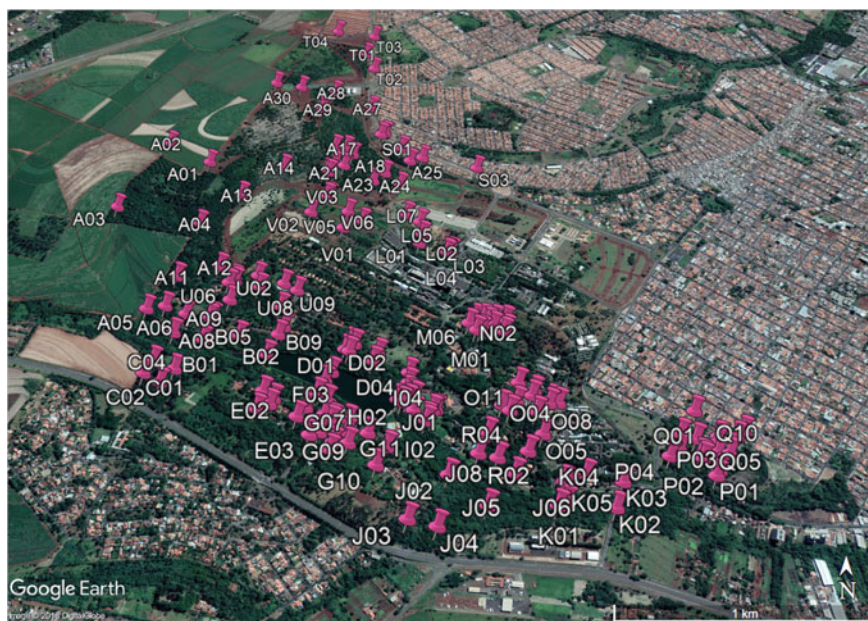 T04
T03
T01
T02
A30
A28
A29
A27
A02
A17
S01
A01
A14
A21
A18
A25
S03
A23
A24
A13
V03
A03
A04
L07
V02
V05
V06
L05
V01
L01
L02
L03
L04
A12
A11
U02
U06
U08
U09
A05
A06
A09
A08
B05
B09
M06
N02
B02
M01
C04
B01
D01
D02
C01
C02
F03
D04
I04
O11
O04
E02
H02
J01
O08
G07
R04
Q01
Q10
E03
G09
G11
I02
O05
P03
Q05
G10
J08
R02
K04
P04
P02
P01
J02
J05
J06
K05
K03
K02
J03
J04
K01
Google Earth
1 km
N